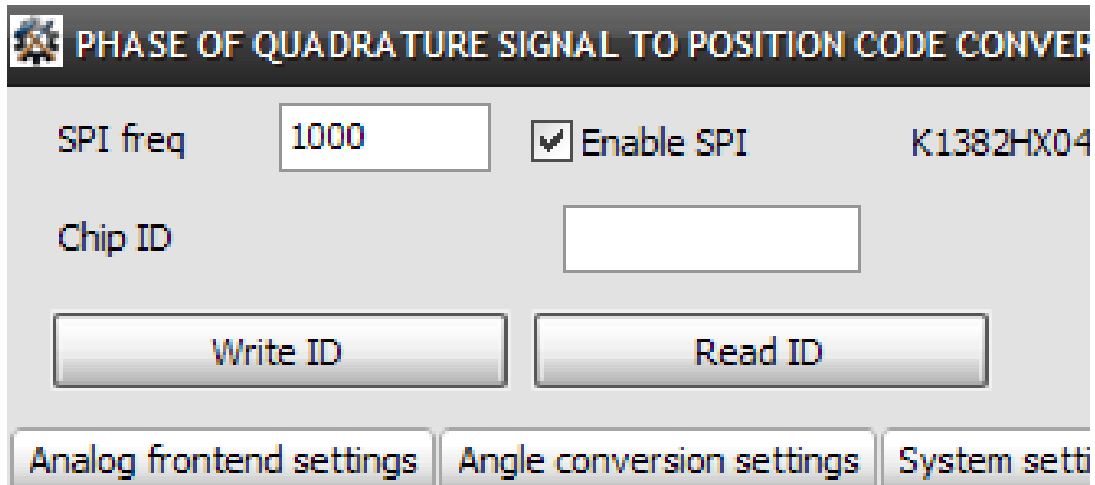 PHASE OF QUADRATURE SIGNAL TO POSITION CODE CONVER
SPI freq 1000 Enable SPI K1382HX04
Chip ID
Write ID Read ID
Analog frontend settings Angle conversion settings System setti